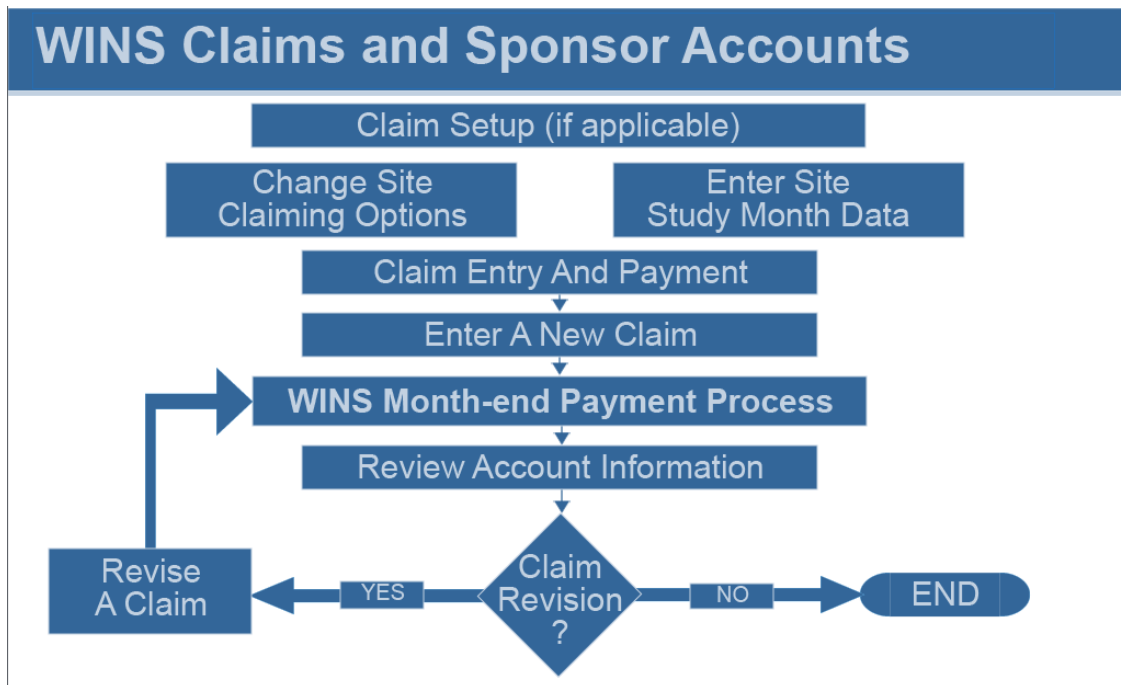 WINS Claims and Sponsor Accounts
Claim Setup (if applicable)
Change Site
Claiming Options
Enter Site
Study Month Data
Claim Entry And Payment
Enter A New Claim
WINS Month-end Payment Process
Review Account Information
Claim
Revision
?
YES
Revise
A Claim
NO
END